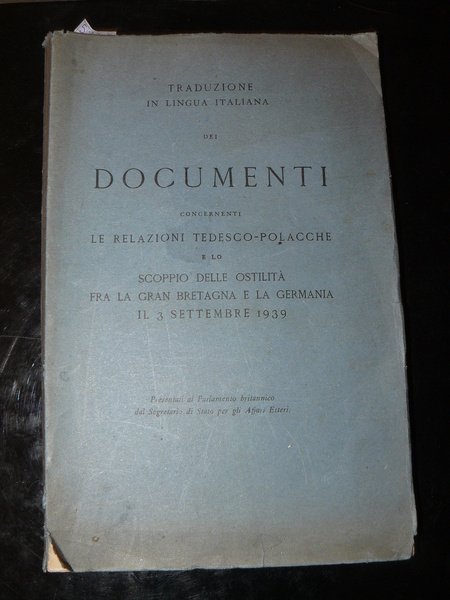 TRADUZIONE
IN LINGUA ITALIANA
DEI
DOCUMENTI
CONCERNENTI
LE RELAZIONI TEDESCO-POLACCHE
E LO
SCOPPIO DELLE OSTILITÀ
FRA LA GRAN BRETAGNA E LA GERMANIA
IL 3 SETTEMBRE 1939
Presentati al Parlamento britannico
dal Segretario di Stato per gli Affari Esteri.